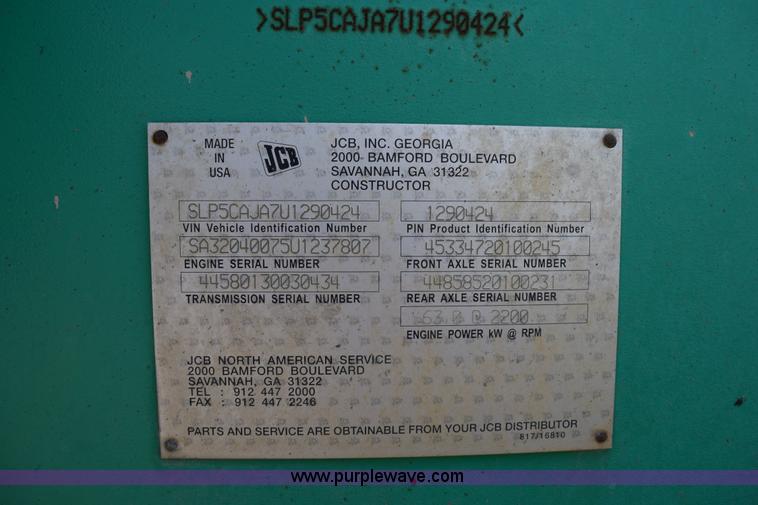 >SLP5CAJA7U1290424<
MADE
IN
USA
JCB
JCB, INC. GEORGIA
2000 BAMFORD BOULEVARD
SAVANNAH, GA 31322
CONSTRUCTOR
SLP5CAJA7U1290424
VIN Vehicle Identification Number
1290424
PIN Product Identification Number
SA32040075U1237807
ENGINE SERIAL NUMBER
45334720100245
FRONT AXLE SERIAL NUMBER
44580130030434
TRANSMISSION SERIAL NUMBER
44858520100231
REAR AXLE SERIAL NUMBER
63.0 @ 2200
ENGINE POWER kW @ RPM
JCB NORTH AMERICAN SERVICE
2000 BAMFORD BOULEVARD
SAVANNAH, GA 31322
TEL : 912 447 2000
FAX : 912 447 2246
PARTS AND SERVICE ARE OBTAINABLE FROM YOUR JCB DISTRIBUTOR
817/16810
www.purplewave.com